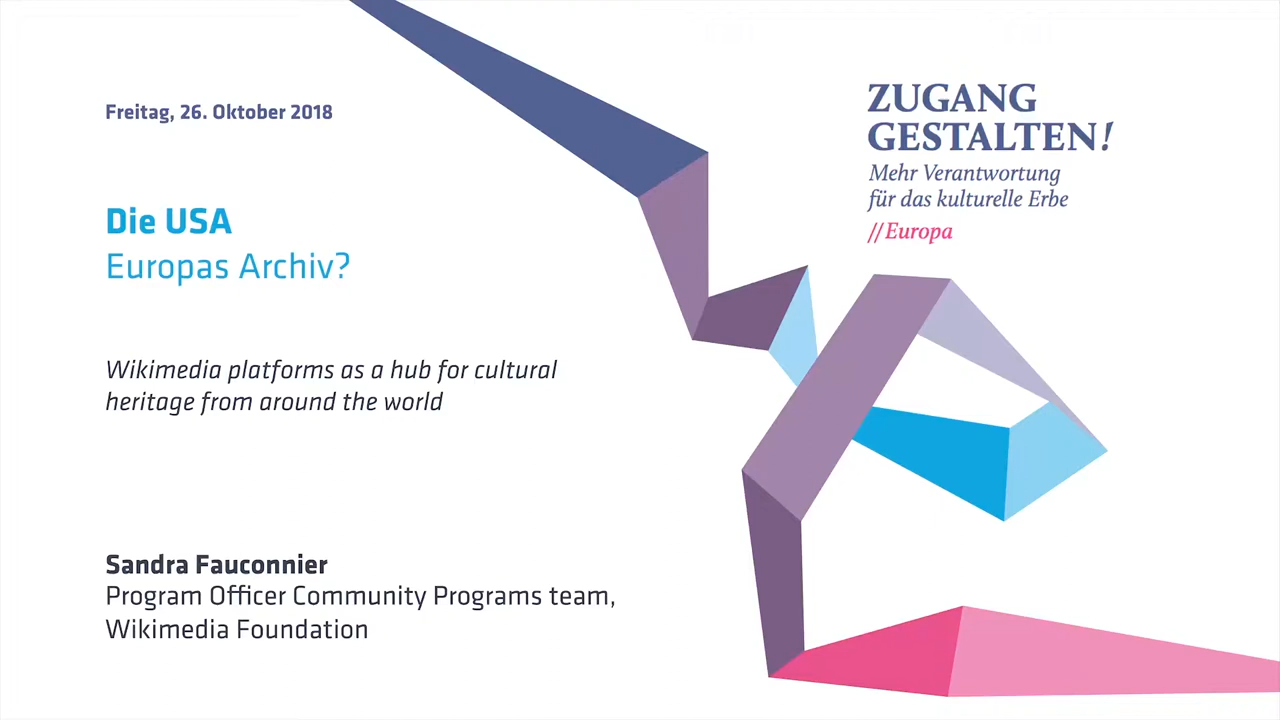 Freitag, 26. Oktober 2018
Die USA
Europas Archiv?
Wikimedia platforms as a hub for cultural
heritage from around the world
Sandra Fauconnier
Program Officer Community Programs team,
Wikimedia Foundation
ZUGANG
GESTALTEN!
Mehr Verantwortung
für das kulturelle Erbe
//Europa